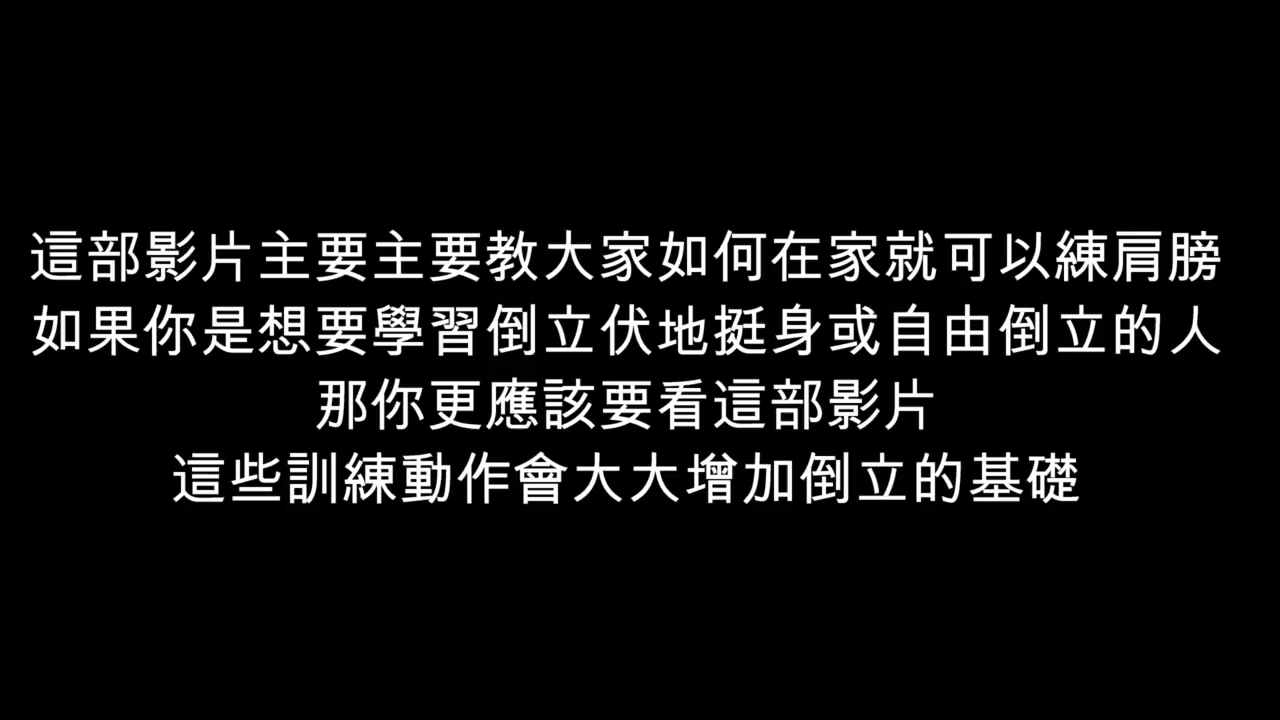 這部影片主要主要教大家如何在家就可以練肩膀
如果你是想要學習倒立伏地挺身或自由倒立的人
那你更應該要看這部影片
這些訓練動作會大大增加倒立的基礎